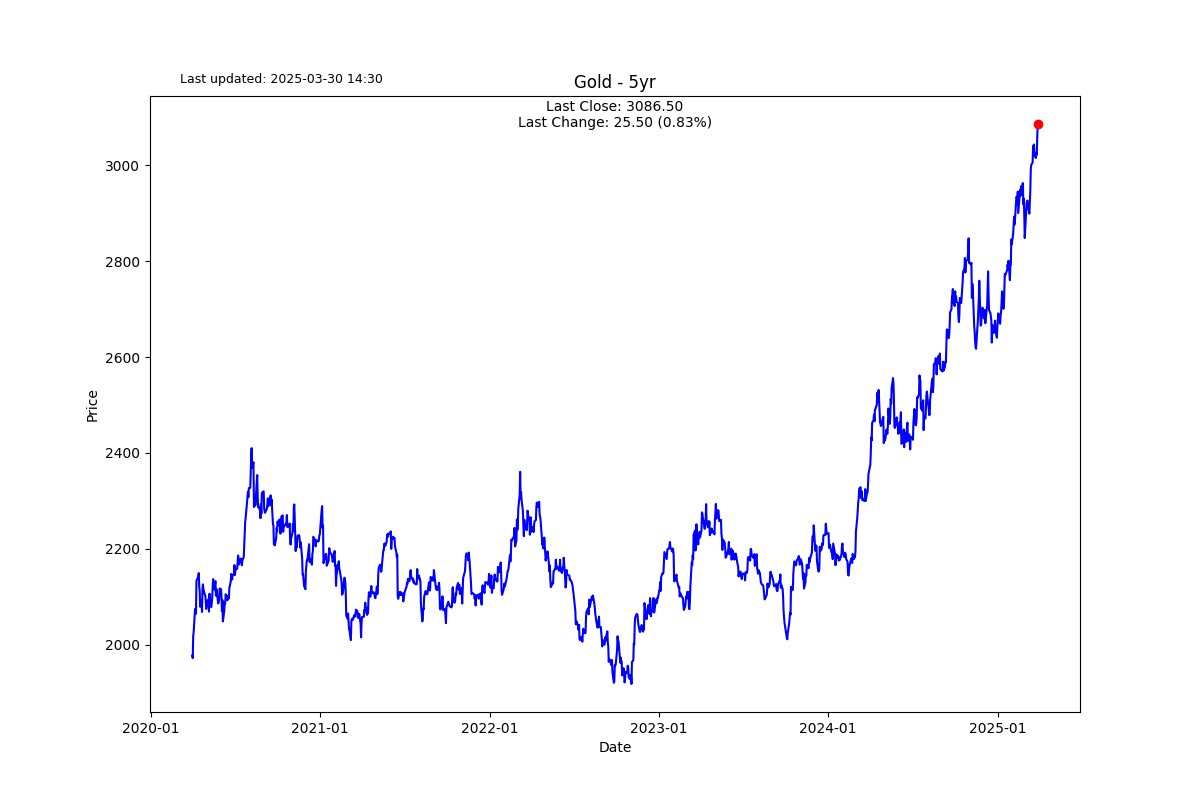 Last updated: 2025-03-30 14:30
Gold - 5yr
Last Close: 3086.50
Last Change: 25.50 (0.83%)
3000
2800
2600
2400
2200
2000
Price
2020-01
2021-01
2022-01
2023-01
2024-01
2025-01
Date